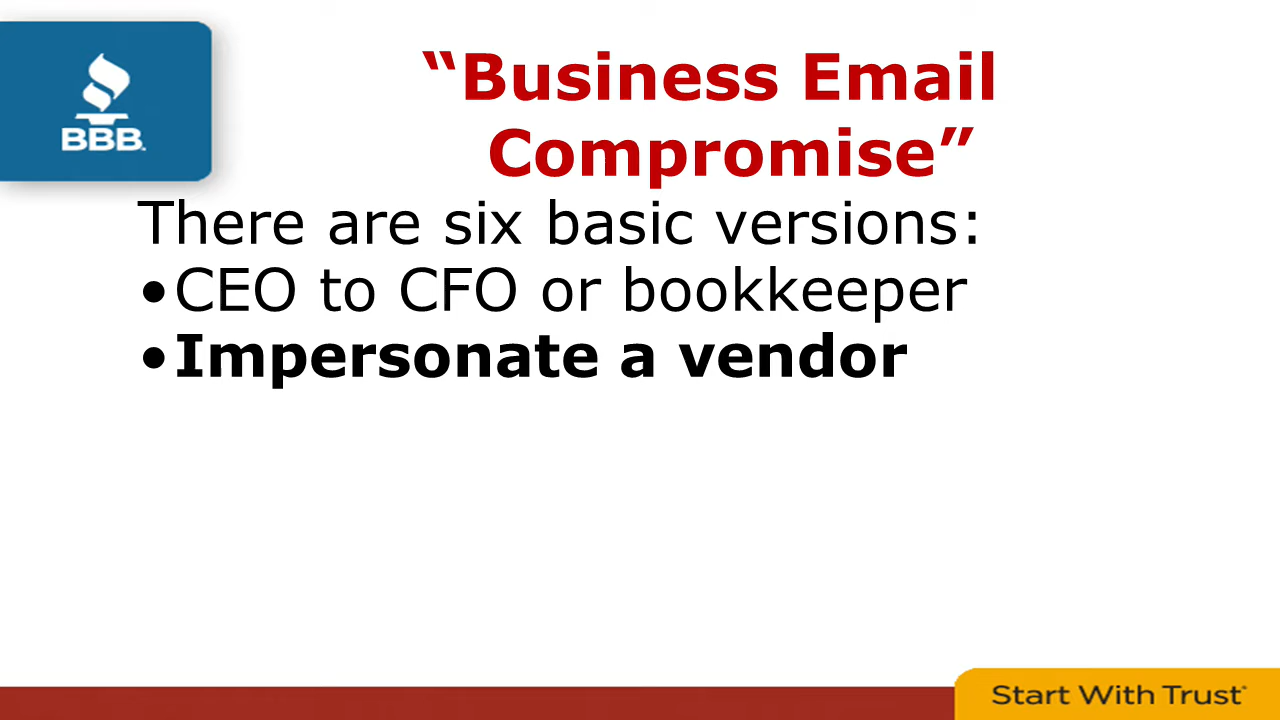 BBB.
“Business Email
Compromise”
There are six basic versions:
•CEO to CFO or bookkeeper
•Impersonate a vendor
Start With Trust®